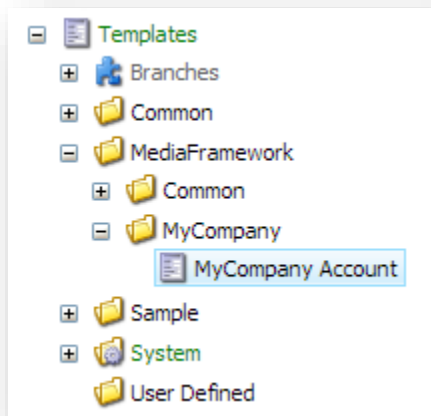 Templates
Branches
Common
MediaFramework
Common
MyCompany
MyCompany Account
Sample
System
User Defined